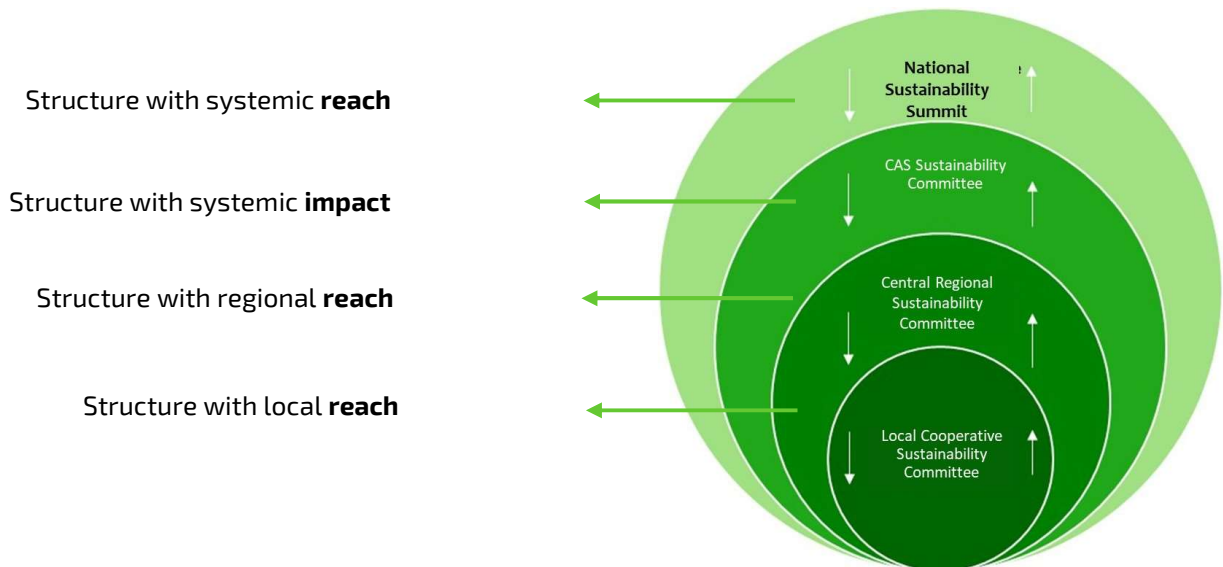 National
Sustainability
Summit
Structure with systemic reach
CAS Sustainability
Committee
Structure with systemic impact
Central Regional
Sustainability
Committee
Structure with regional reach
Structure with local reach
Local Cooperative
Sustainability
Committee